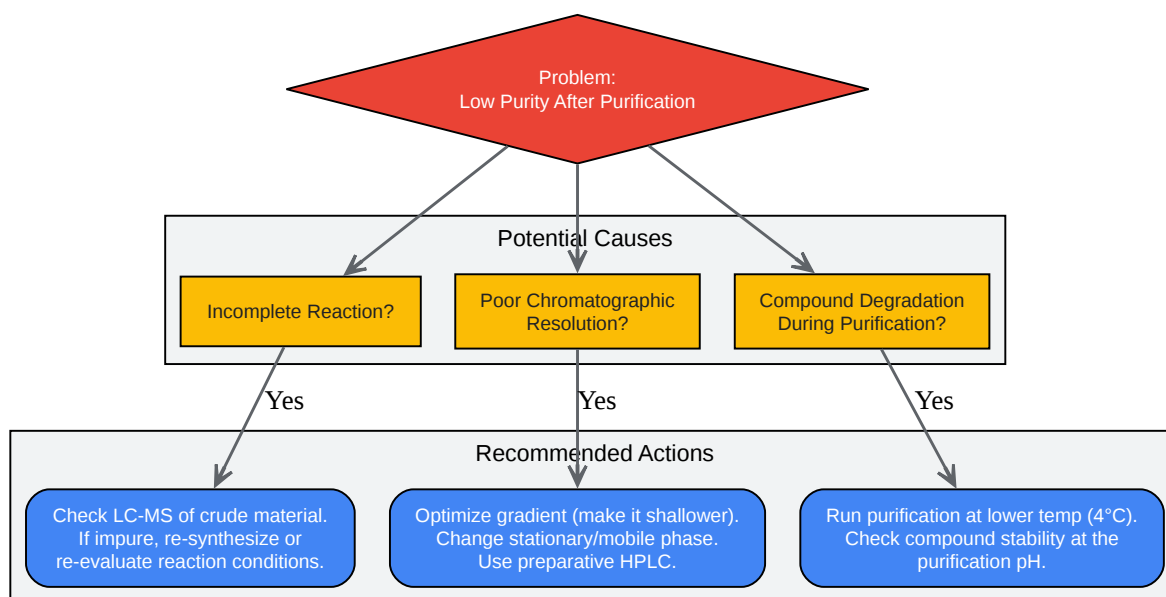 Problem:
Low Purity After Purification
Potential Causes
Incomplete Reaction?
Poor Chromatographic
Resolution?
Compound Degradation
During Purification?
Yes
Yes
Yes
Recommended Actions
Check LC-MS of crude material.
If impure, re-synthesize or
re-evaluate reaction conditions.
Optimize gradient (make it shallower).
Change stationary/mobile phase.
Use preparative HPLC.
Run purification at lower temp (4°C).
Check compound stability at the
purification pH.